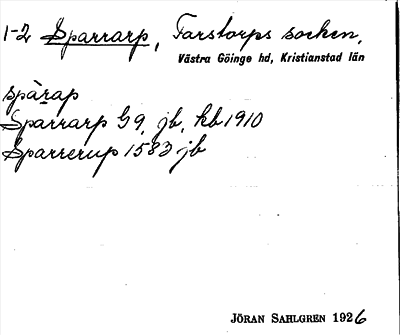 1-2 Sparrarp, Farstorps socken,
Västra Göinge hd, Kristianstad län
spàrap
Sparrarp G9, jb, kb 1910
Sparrerup 1583 jb
JÖRAN SAHLGREN 1926